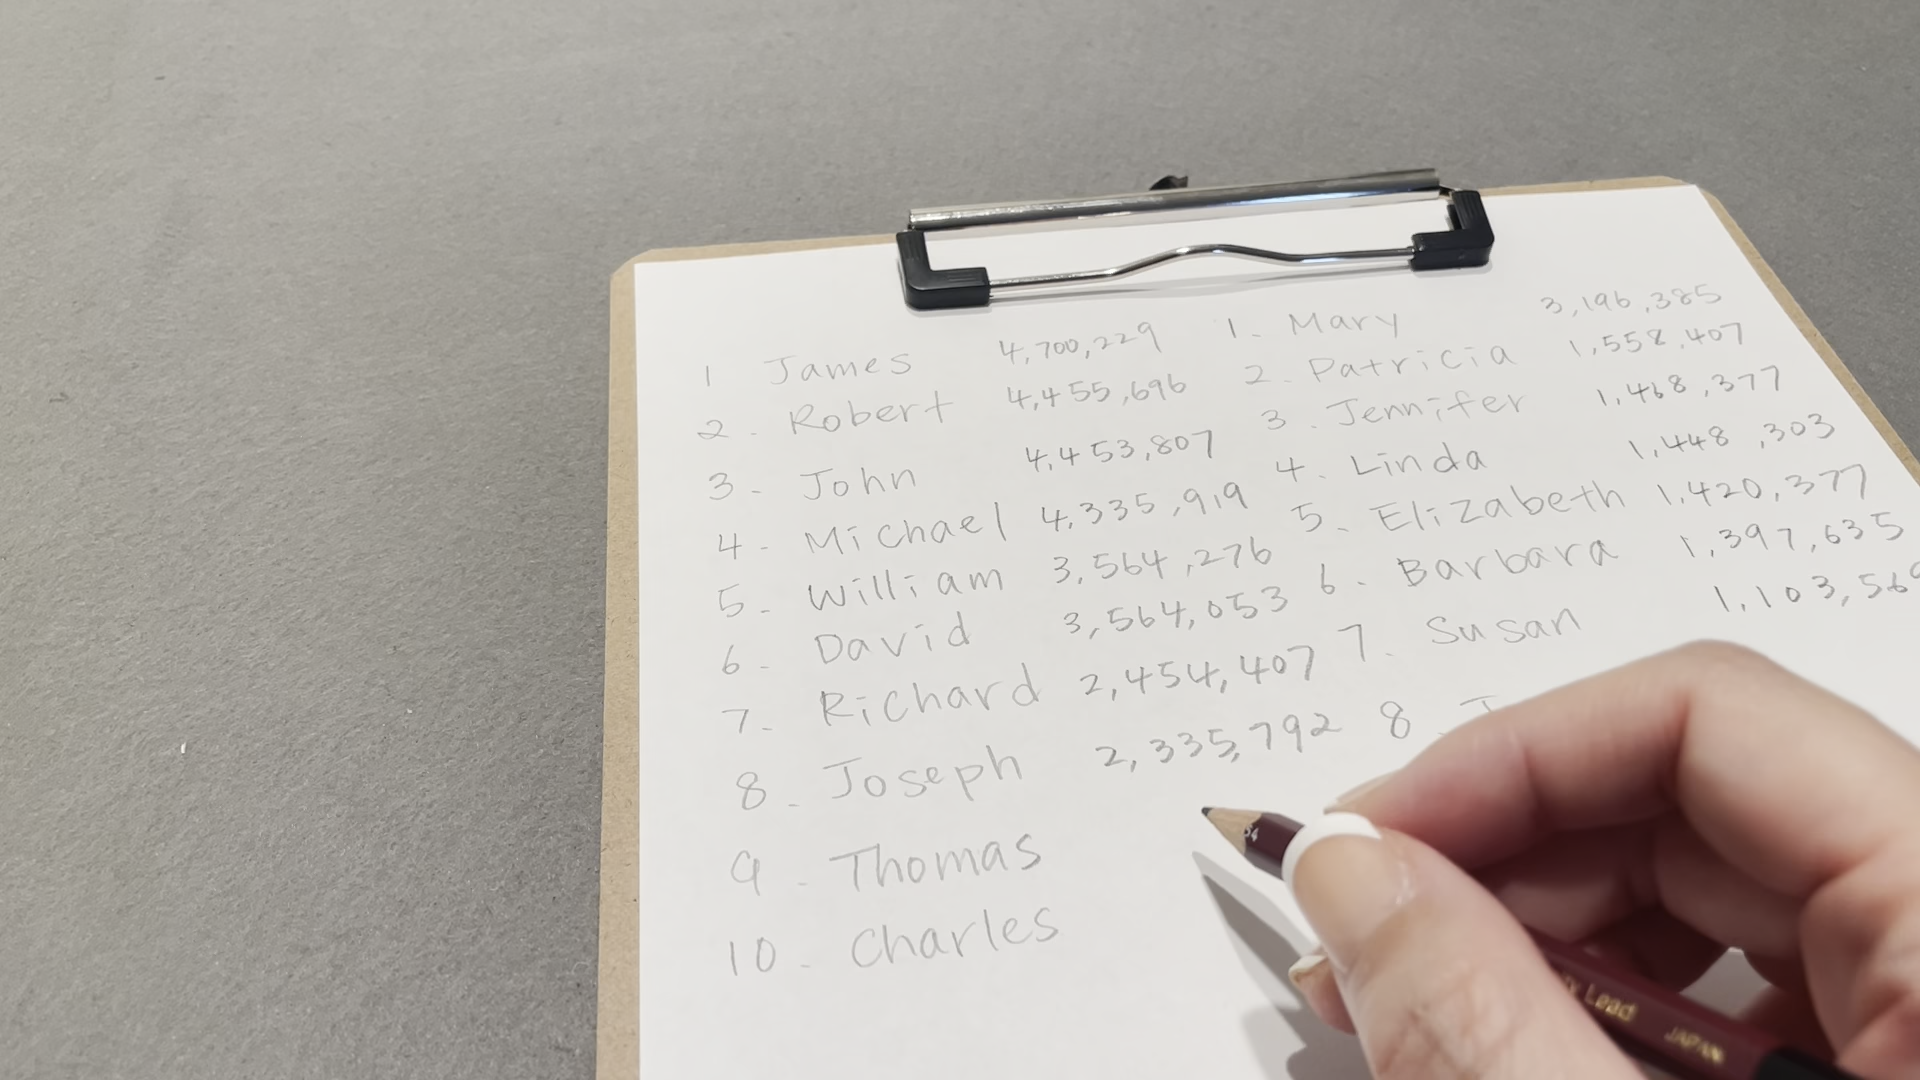 1 James 4,700,229 1. Mary 3,196,385
2. Robert 4,455,696 2. Patricia 1,558,407
3. John 4,453,807 3. Jennifer 1,468,377
4. Michael 4,335,919 4. Linda 1,448,303
5. William 3,564,276 5. Elizabeth 1,420,377
6. David 3,564,053 6. Barbara 1,397,635
7. Richard 2,454,407 7. Susan
8. Joseph 2,335,792 8.
9. Thomas
10. Charles
Lead JAPAN